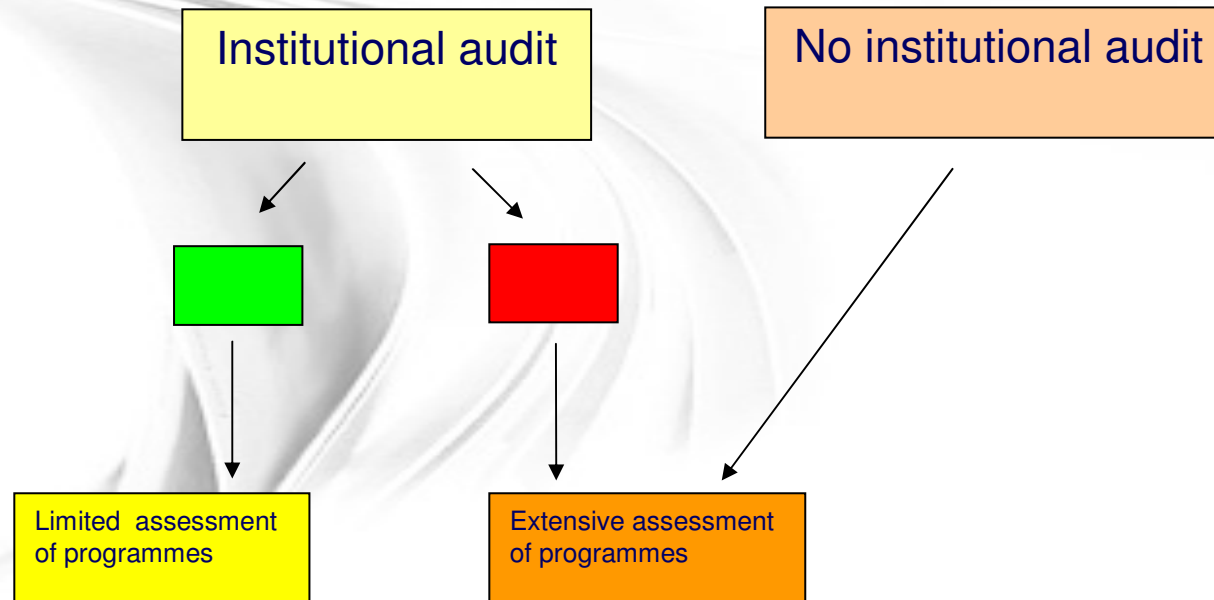 Institutional audit
No institutional audit
Limited assessment
of programmes
Extensive assessment
of programmes